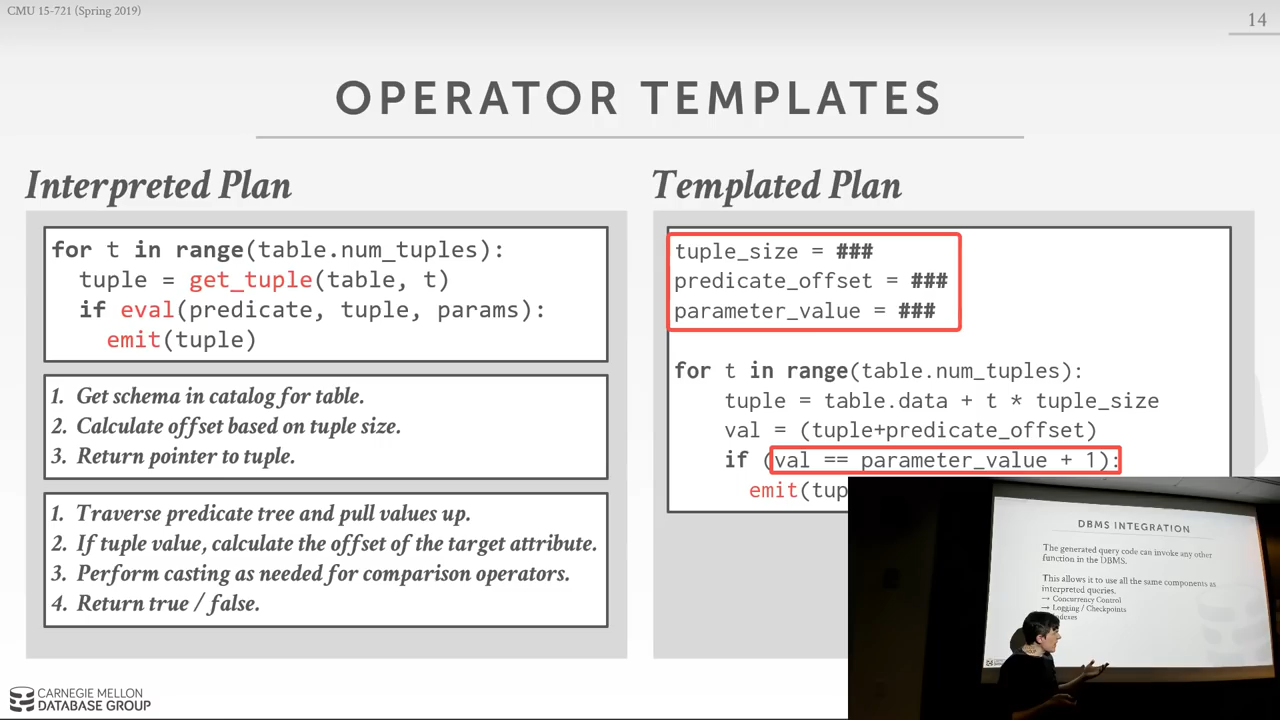 CMU 15-721 (Spring 2019)
14
OPERATOR TEMPLATES
Interpreted Plan
for t in range(table.num_tuples):
tuple = get_tuple(table, t)
if eval(predicate, tuple, params):
emit(tuple)
1. Get schema in catalog for table.
2. Calculate offset based on tuple size.
3. Return pointer to tuple.
1. Traverse predicate tree and pull values up.
2. If tuple value, calculate the offset of the target attribute.
3. Perform casting as needed for comparison operators.
4. Return true / false.
Templated Plan
tuple_size = ###
predicate_offset = ###
parameter_value = ###
for t in range(table.num_tuples):
tuple = table.data + t * tuple_size
val = (tuple+predicate_offset)
if (val == parameter_value + 1):
emit(tup
DBMS INTEGRATION
The generated query code can invoke any other
function in the DBMS.
This allows it to use all the same components as
interpreted queries.
→ Concurrency Control
→ Logging / Checkpoints
CARNEGIE MELLON
DATABASE GROUP